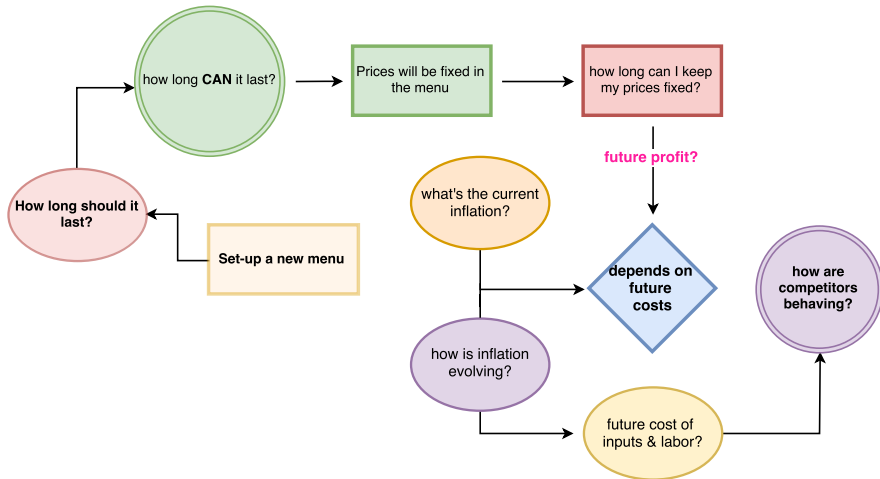 how long CAN it last?
Prices will be fixed in
the menu
how long can I keep
my prices fixed?
future profit?
How long should it
last?
Set-up a new menu
what's the current
inflation?
depends on
future
costs
how are
competitors
behaving?
how is inflation
evolving?
future cost of
inputs & labor?